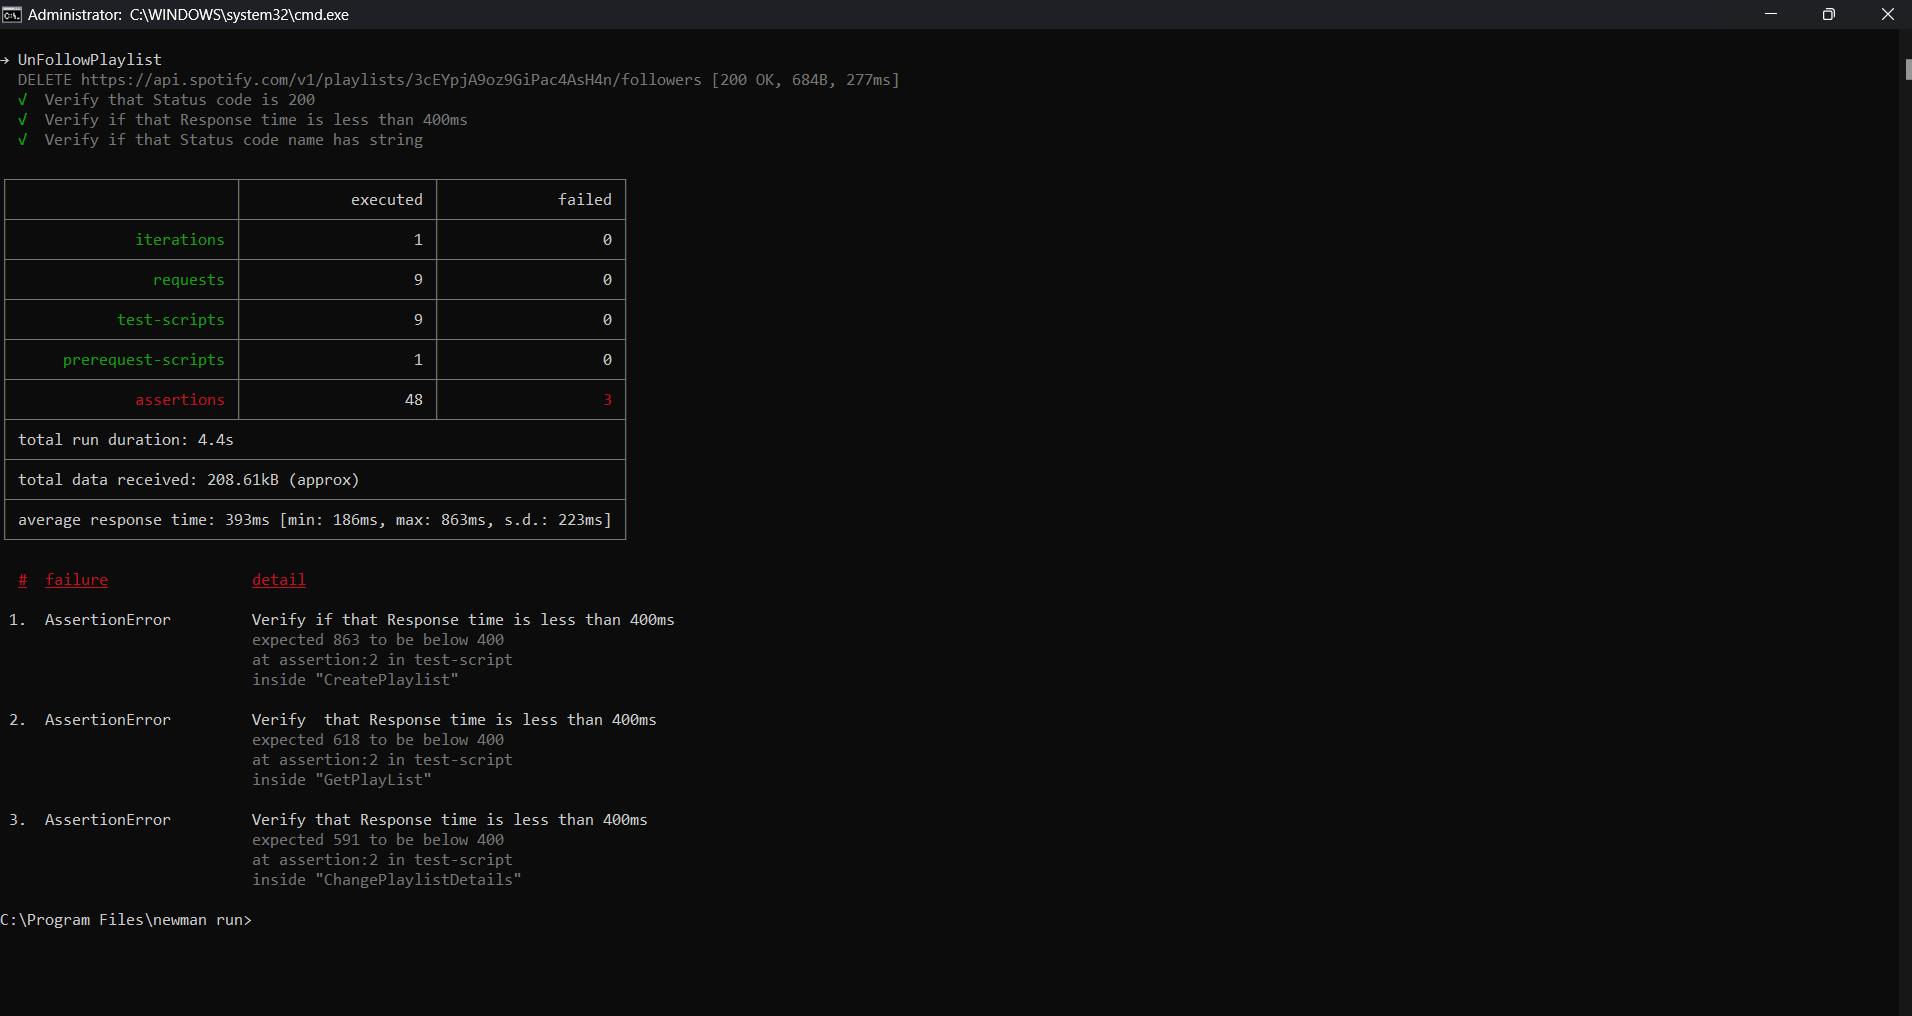 Administrator: C:\WINDOWS\system32\cmd.exe
→ UnFollowPlaylist
DELETE https://api.spotify.com/v1/playlists/3cEYpjA9oz9GiPac4AsH4n/followers [200 OK, 684B, 277ms]
√ Verify that Status code is 200
√ Verify if that Response time is less than 400ms
√ Verify if that Status code name has string
executed failed
iterations 1 0
requests 9 0
test-scripts 9 0
prerequest-scripts 1 0
assertions 48 3
total run duration: 4.4s
total data received: 208.61kB (approx)
average response time: 393ms [min: 186ms, max: 863ms, s.d.: 223ms]
# failure detail
1. AssertionError Verify if that Response time is less than 400ms
expected 863 to be below 400
at assertion:2 in test-script
inside "CreatePlaylist"
2. AssertionError Verify  that Response time is less than 400ms
expected 618 to be below 400
at assertion:2 in test-script
inside "GetPlayList"
3. AssertionError Verify that Response time is less than 400ms
expected 591 to be below 400
at assertion:2 in test-script
inside "ChangePlaylistDetails"
C:\Program Files\newman run>